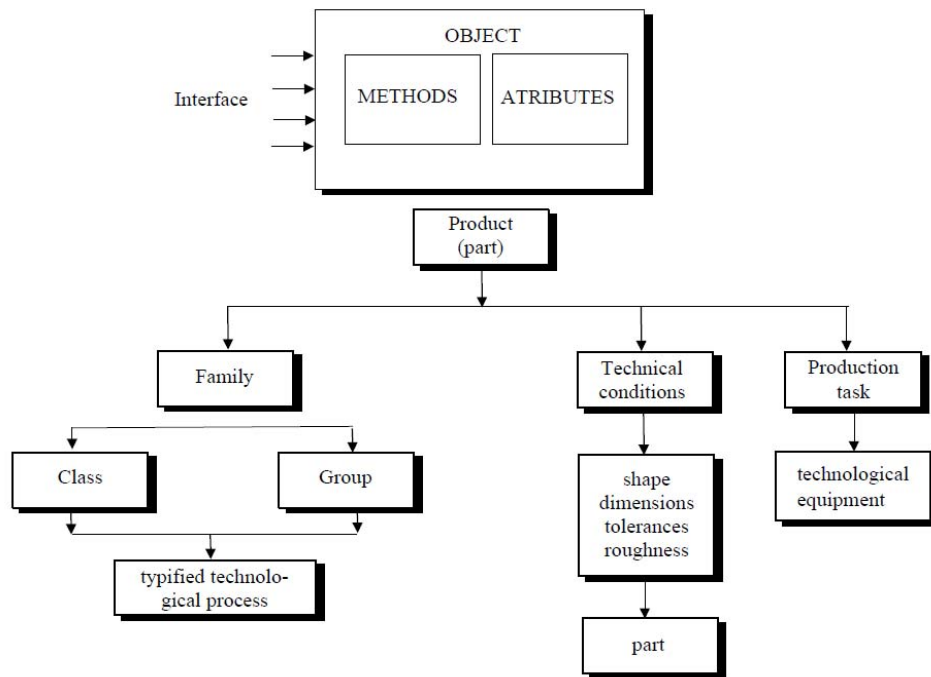 OBJECT
Interface
METHODS
ATRIBUTES
Product
(part)
Family
Technical
conditions
Production
task
Class
Group
shape
dimensions
tolerances
roughness
technological
equipment
typified technolo-
gical process
part